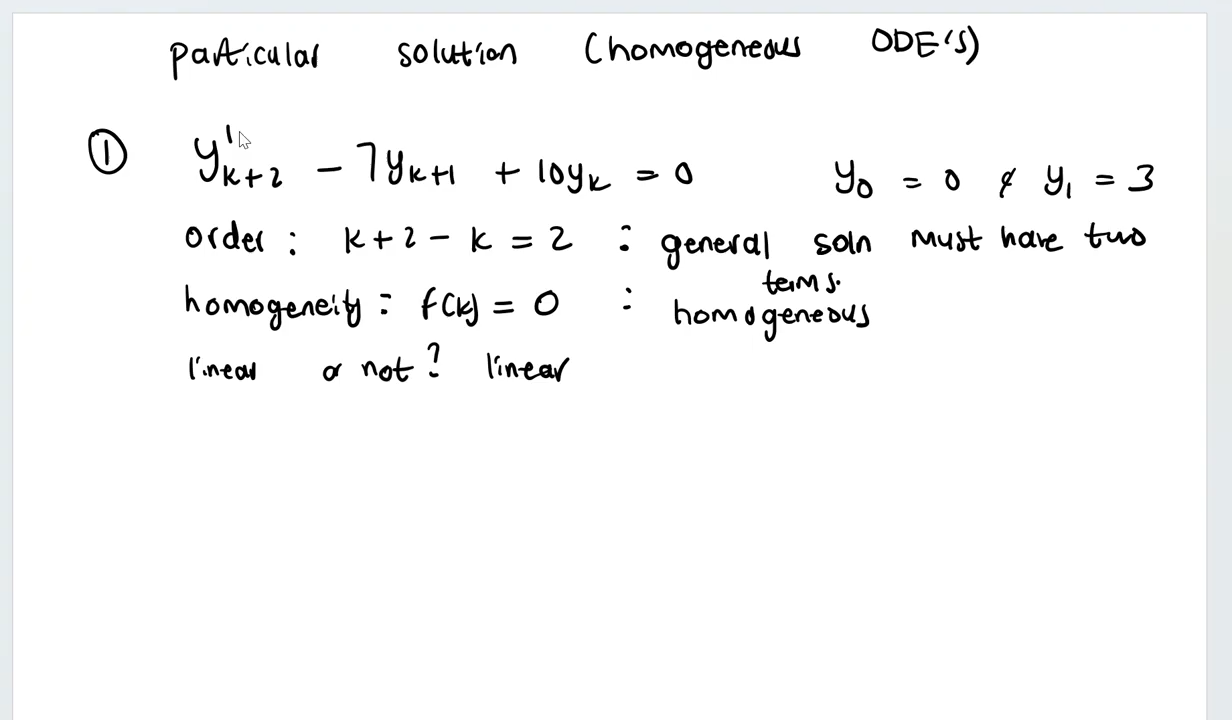 particular solution (homogeneous ODE's)
① y¹ₖ₊₂ - 7yₖ₊₁ + 10yₖ = 0 y₀ = 0 & y₁ = 3
order : k+2 - k = 2 : general soln must have two
terms.
homogeneity : f(k) = 0 : homogeneous
linear or not ? linear